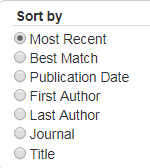 Sort by
Most Recent
Best Match
Publication Date
First Author
Last Author
Journal
Title